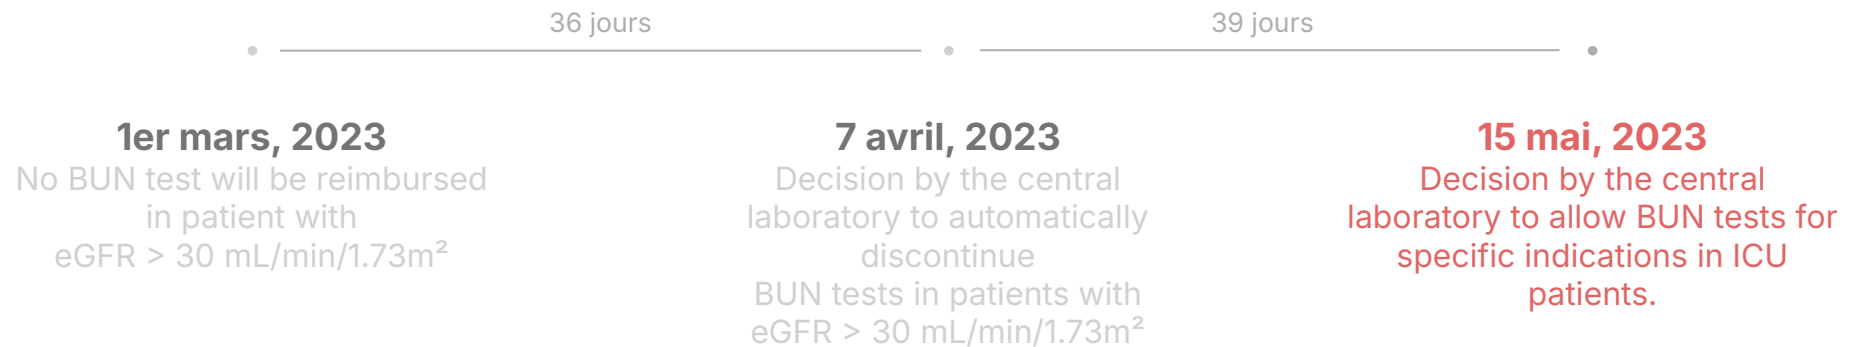 36 jours
39 jours
1er mars, 2023
No BUN test will be reimbursed
in patient with
eGFR > 30 mL/min/1.73m²
7 avril, 2023
Decision by the central
laboratory to automatically
discontinue
BUN tests in patients with
eGFR > 30 mL/min/1.73m²
15 mai, 2023
Decision by the central
laboratory to allow BUN tests for
specific indications in ICU
patients.